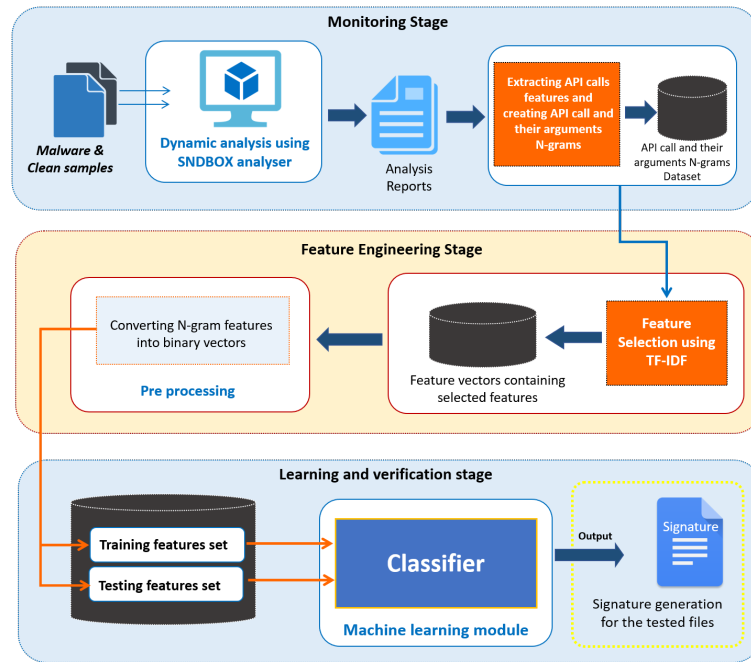 Monitoring Stage
Malware &
Clean samples
Dynamic analysis using
SNDBOX analyser
Analysis
Reports
Extracting API calls
features and
creating API call and
their arguments
N-grams
API call and their
arguments N-grams
Dataset
Feature Engineering Stage
Converting N-gram features
into binary vectors
Pre processing
Feature vectors containing
selected features
Feature
Selection using
TF-IDF
Learning and verification stage
Training features set
Testing features set
Classifier
Machine learning module
Output
Signature
Signature generation
for the tested files